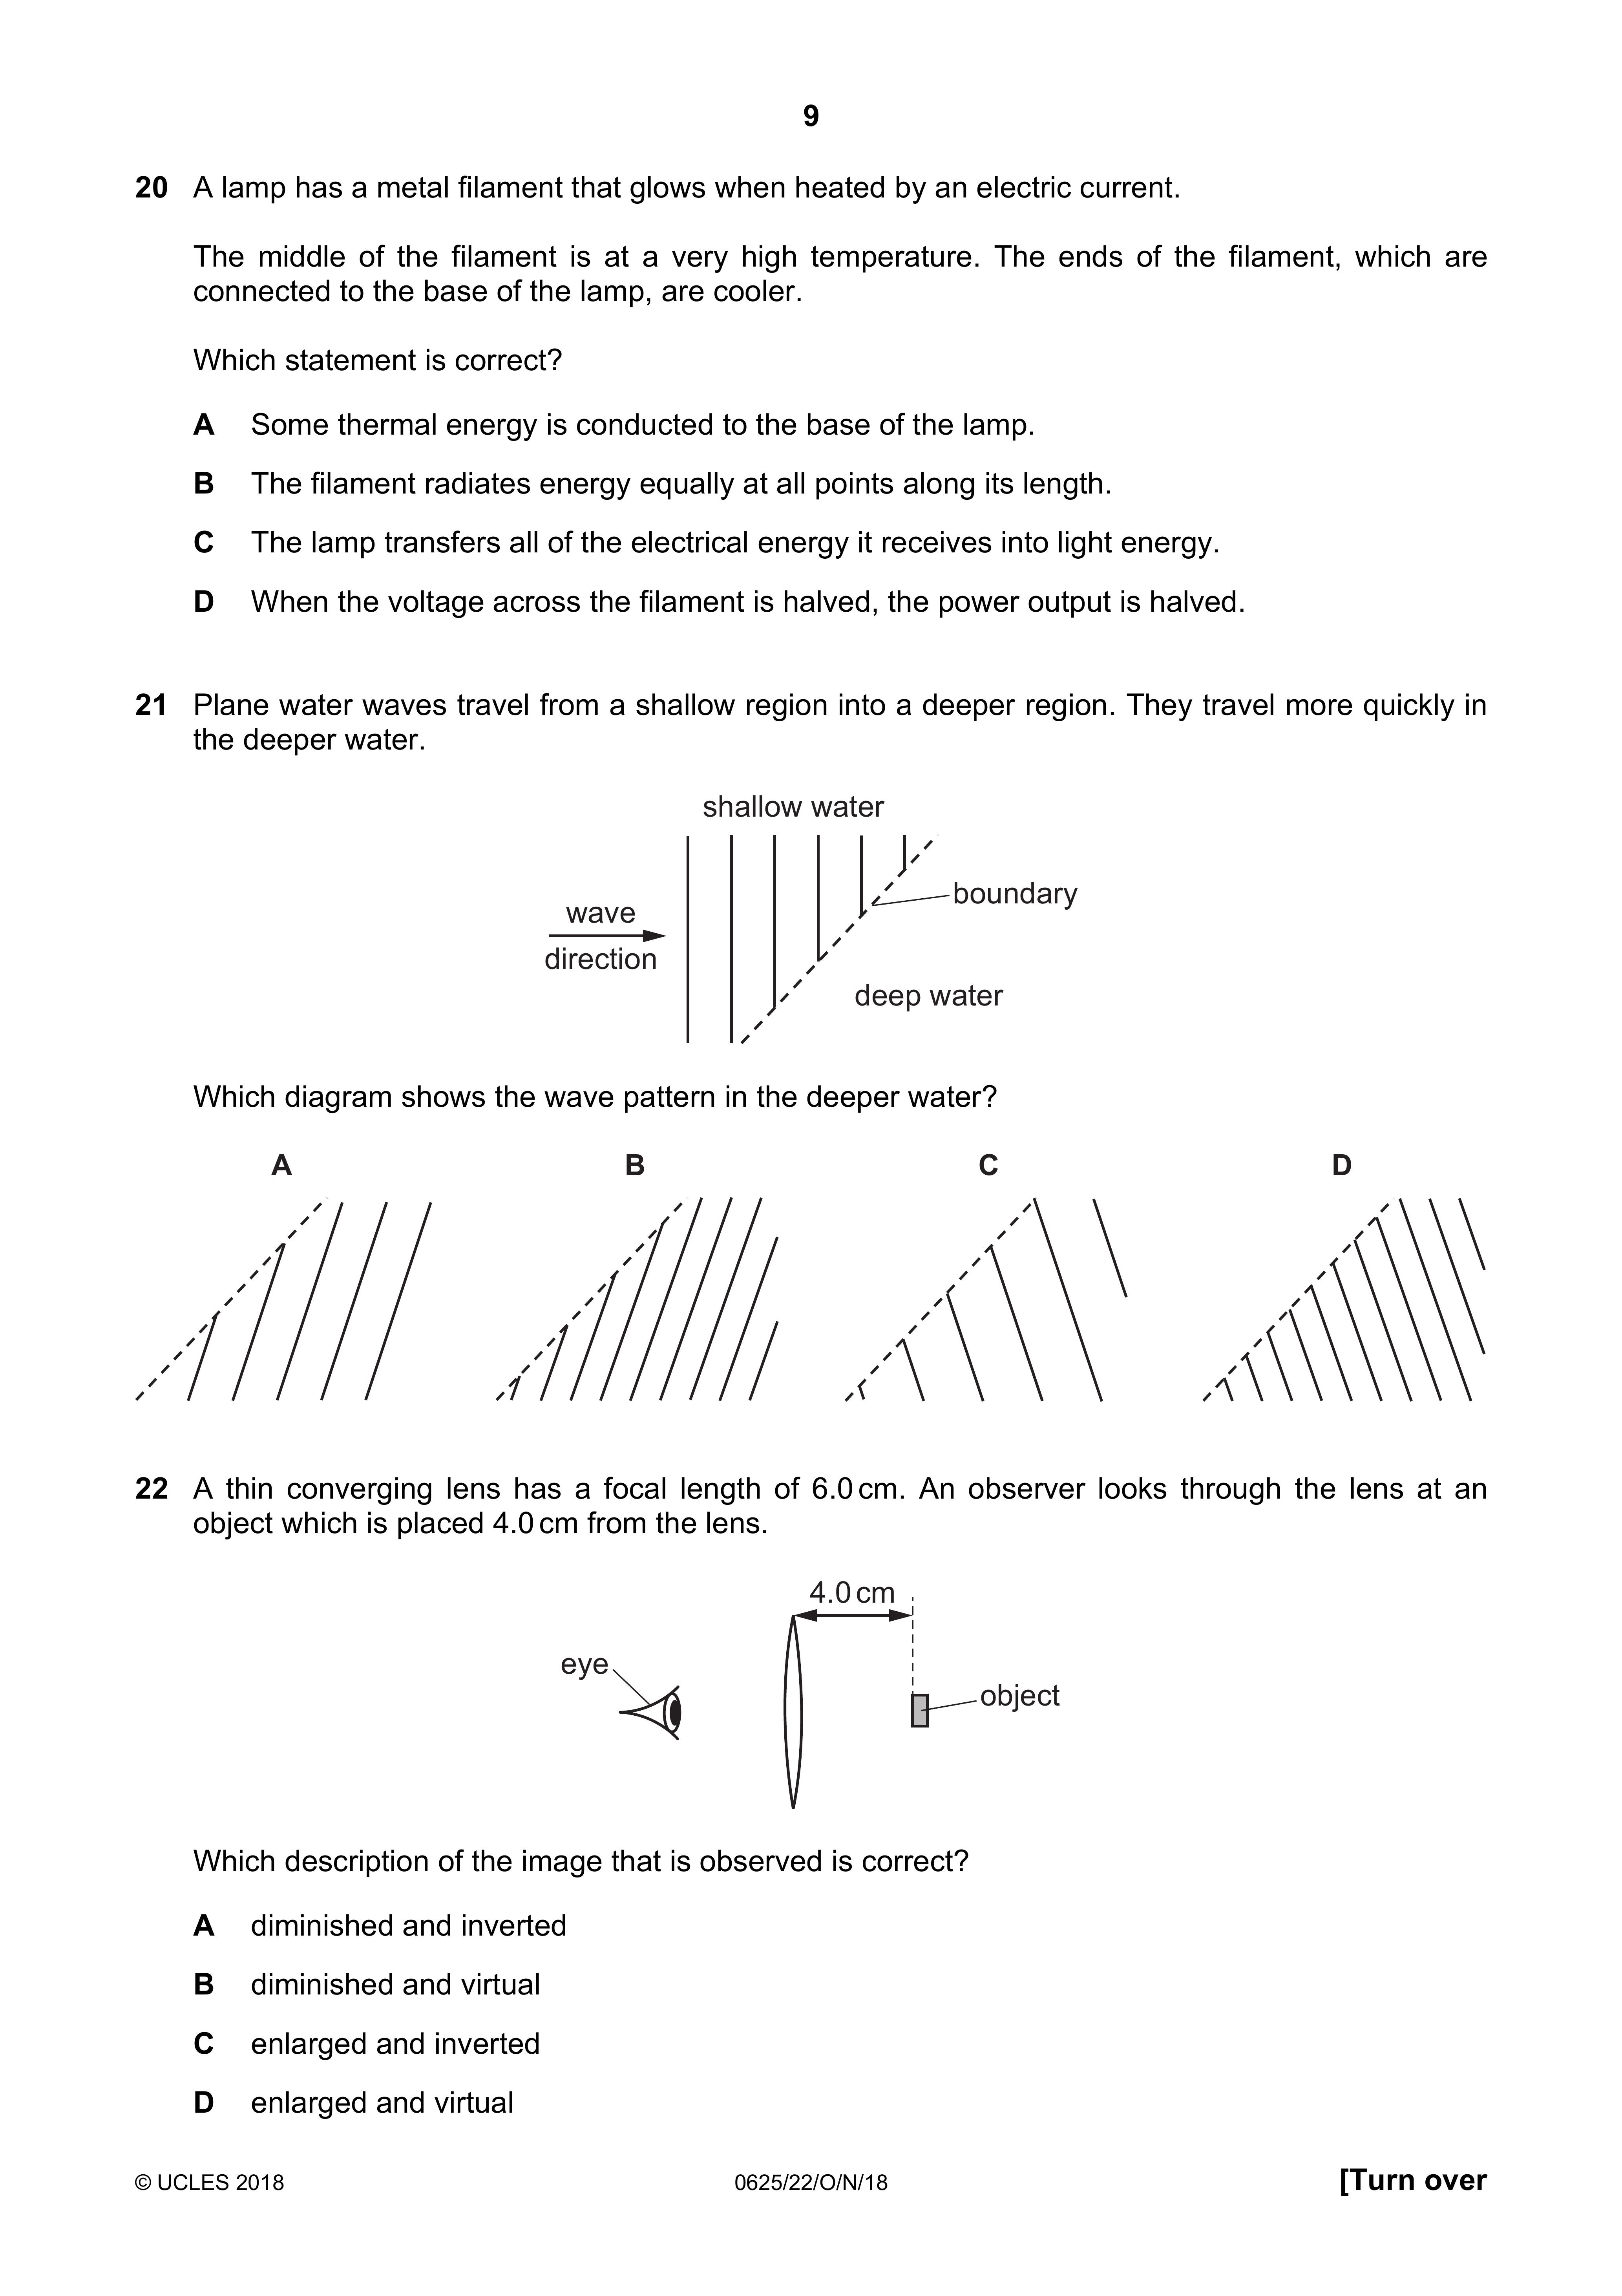 9
20 A lamp has a metal filament that glows when heated by an electric current.
The middle of the filament is at a very high temperature. The ends of the filament, which are
connected to the base of the lamp, are cooler.
Which statement is correct?
A Some thermal energy is conducted to the base of the lamp.
B The filament radiates energy equally at all points along its length.
C The lamp transfers all of the electrical energy it receives into light energy.
D When the voltage across the filament is halved, the power output is halved.
21 Plane water waves travel from a shallow region into a deeper region. They travel more quickly in
the deeper water.
shallow water
boundary
wave
direction
deep water
Which diagram shows the wave pattern in the deeper water?
A B C D
22 A thin converging lens has a focal length of 6.0 cm. An observer looks through the lens at an
object which is placed 4.0 cm from the lens.
4.0 cm
eye
object
Which description of the image that is observed is correct?
A diminished and inverted
B diminished and virtual
C enlarged and inverted
D enlarged and virtual
© UCLES 2018 0625/22/O/N/18 [Turn over